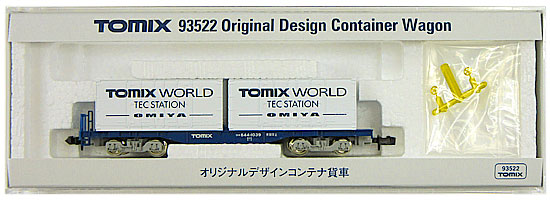 TOMIX 93522 Original Design Container Wagon
TOMIX WORLD
TEC STATION
OMIYA
TOMIX WORLD
TEC STATION
OMIYA
TOMIX
オリジナルデザインコンテナ貨車
93522
TOMIX